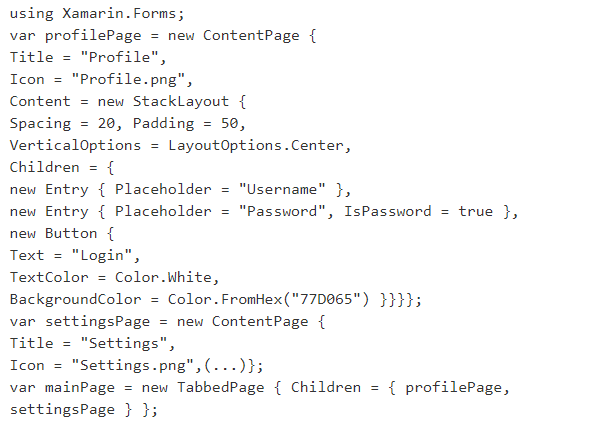 using Xamarin.Forms;
var profilePage = new ContentPage {
Title = "Profile",
Icon = "Profile.png",
Content = new StackLayout {
Spacing = 20, Padding = 50,
VerticalOptions = LayoutOptions.Center,
Children = {
new Entry { Placeholder = "Username" },
new Entry { Placeholder = "Password", IsPassword = true },
new Button {
Text = "Login",
TextColor = Color.White,
BackgroundColor = Color.FromHex("77D065") }}}};
var settingsPage = new ContentPage {
Title = "Settings",
Icon = "Settings.png",(...)};
var mainPage = new TabbedPage { Children = { profilePage,
settingsPage } };